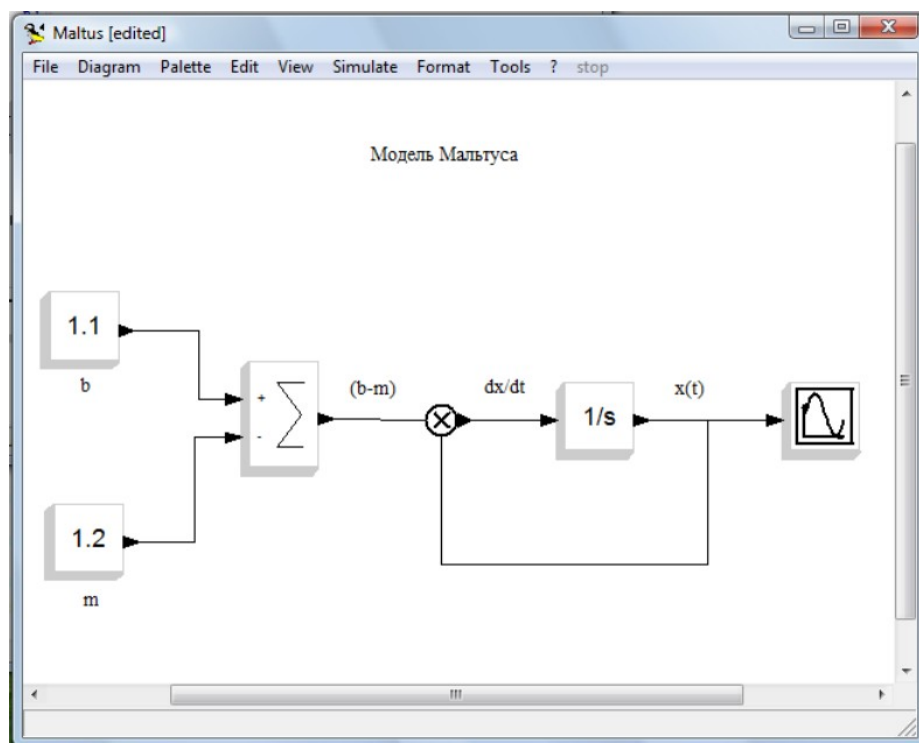 Maltus [edited]
File Diagram Palette Edit View Simulate Format Tools ? stop
Модель Мальтуса
1.1
b
+
-
(b-m)
dx/dt
1/s
x(t)
1.2
m